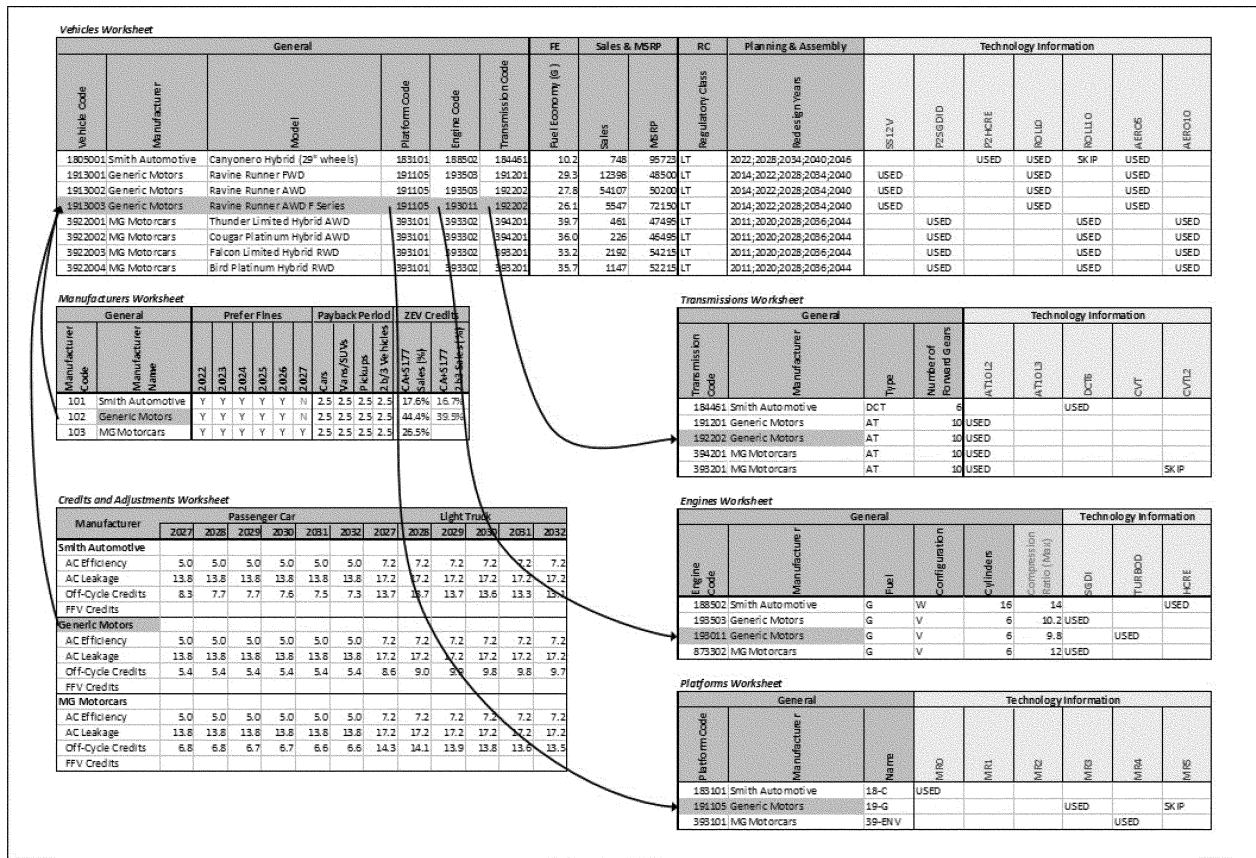 Vehicles Worksheet
General FE Sales & MSRP RC Planning & Assembly Technology Information
Vehicle Code Manufacturer Model Platform Code Engine Code Transmission Code Fuel Economy (G) Sales MSRP Regulatory Class Redesign Years SS12V P2SGDID P2HCRE ROLL0 ROLL10 AERO5 AERO10
1805001 Smith Automotive Canyonero Hybrid (29" wheels) 183101 188502 184461 10.2 748 95723 LT 2022;2028;2034;2040;2046 USED USED SKIP USED
1913001 Generic Motors Ravine Runner FWD 191105 193503 191201 29.3 12398 48500 LT 2014;2022;2028;2034;2040 USED USED USED
1913002 Generic Motors Ravine Runner AWD 191105 193503 192202 27.8 54107 50200 LT 2014;2022;2028;2034;2040 USED USED USED
1913003 Generic Motors Ravine Runner AWD F Series 191105 193011 192202 26.1 5547 72150 LT 2014;2022;2028;2034;2040 USED USED USED
3922001 MG Motorcars Thunder Limited Hybrid AWD 393101 393302 394201 39.7 461 47495 LT 2011;2020;2028;2036;2044 USED USED USED
3922002 MG Motorcars Cougar Platinum Hybrid AWD 393101 393302 394201 36.0 226 46495 LT 2011;2020;2028;2036;2044 USED USED USED
3922003 MG Motorcars Falcon Limited Hybrid RWD 393101 393302 393201 33.2 2192 54215 LT 2011;2020;2028;2036;2044 USED USED USED
3922004 MG Motorcars Bird Platinum Hybrid RWD 393101 393302 393201 35.7 1147 52215 LT 2011;2020;2028;2036;2044 USED USED USED
Manufacturers Worksheet
General Prefer Fines Payback Period ZEV Credits
Manufacturer Code Manufacturer Name 2022 2023 2024 2025 2026 2027 Cars Vans/SUVs Pickups 2b/3 Vehicles CA+S177 Sales (%) CA+S177 2b3 Sales (%)
101 Smith Automotive Y Y Y Y Y N 2.5 2.5 2.5 2.5 17.6% 16.7%
102 Generic Motors Y Y Y Y Y N 2.5 2.5 2.5 2.5 44.4% 39.5%
103 MG Motorcars Y Y Y Y Y Y 2.5 2.5 2.5 2.5 26.5%
Transmissions Worksheet
General Technology Information
Transmission Code Manufacturer Type Number of Forward Gears AT10L2 AT10L3 DCT6 CVT CVTL2
184461 Smith Automotive DCT 6 USED
191201 Generic Motors AT 10 USED
192202 Generic Motors AT 10 USED
394201 MG Motorcars AT 10 USED
393201 MG Motorcars AT 10 USED SKIP
Credits and Adjustments Worksheet
Manufacturer Passenger Car Light Truck
2027 2028 2029 2030 2031 2032 2027 2028 2029 2030 2031 2032
Smith Automotive
AC Efficiency 5.0 5.0 5.0 5.0 5.0 5.0 7.2 7.2 7.2 7.2 7.2 7.2
AC Leakage 13.8 13.8 13.8 13.8 13.8 13.8 17.2 17.2 17.2 17.2 17.2 17.2
Off-Cycle Credits 8.3 7.7 7.7 7.6 7.5 7.3 13.7 13.7 13.7 13.6 13.3 13.1
FFV Credits
Generic Motors
AC Efficiency 5.0 5.0 5.0 5.0 5.0 5.0 7.2 7.2 7.2 7.2 7.2 7.2
AC Leakage 13.8 13.8 13.8 13.8 13.8 13.8 17.2 17.2 17.2 17.2 17.2 17.2
Off-Cycle Credits 5.4 5.4 5.4 5.4 5.4 5.4 8.6 9.0 9.9 9.8 9.8 9.7
FFV Credits
MG Motorcars
AC Efficiency 5.0 5.0 5.0 5.0 5.0 5.0 7.2 7.2 7.2 7.2 7.2 7.2
AC Leakage 13.8 13.8 13.8 13.8 13.8 13.8 17.2 17.2 17.2 17.2 17.2 17.2
Off-Cycle Credits 6.8 6.8 6.7 6.7 6.6 6.6 14.3 14.1 13.9 13.8 13.6 13.5
FFV Credits
Engines Worksheet
General Technology Information
Engine Code Manufacturer Fuel Configuration Cylinders Compression Ratio (Max) SGDI TURBOD HCRE
188502 Smith Automotive G W 16 14 USED
193503 Generic Motors G V 6 10.2 USED
193011 Generic Motors G V 6 9.8 USED
873302 MG Motorcars G V 6 12 USED
Platforms Worksheet
General Technology Information
Platform Code Manufacturer Name MR0 MR1 MR2 MR3 MR4 MR5
183101 Smith Automotive 18-C USED
191105 Generic Motors 19-G USED SKIP
393101 MG Motorcars 39-ENV USED